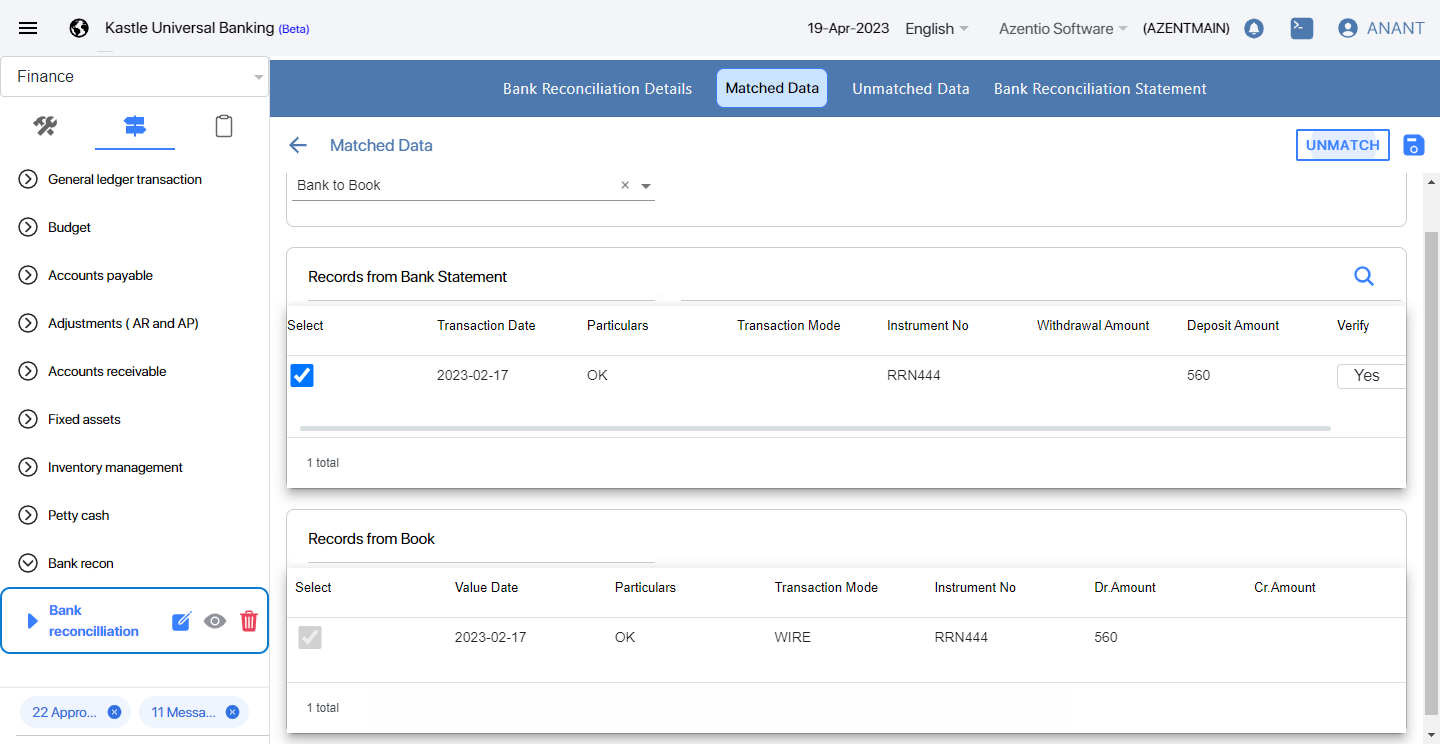 Kastle Universal Banking (Beta)
19-Apr-2023 English Azentio Software (AZENTMAIN) ANANT
Finance
Bank Reconciliation Details Matched Data Unmatched Data Bank Reconciliation Statement
Matched Data UNMATCH
General ledger transaction
Budget
Accounts payable
Adjustments ( AR and AP)
Accounts receivable
Fixed assets
Inventory management
Petty cash
Bank recon
Bank
reconcilliation
22 Appro... 11 Messa...
Bank to Book
Records from Bank Statement
Select Transaction Date Particulars Transaction Mode Instrument No Withdrawal Amount Deposit Amount Verify
2023-02-17 OK RRN444 560 Yes
1 total
Records from Book
Select Value Date Particulars Transaction Mode Instrument No Dr.Amount Cr.Amount
2023-02-17 OK WIRE RRN444 560
1 total